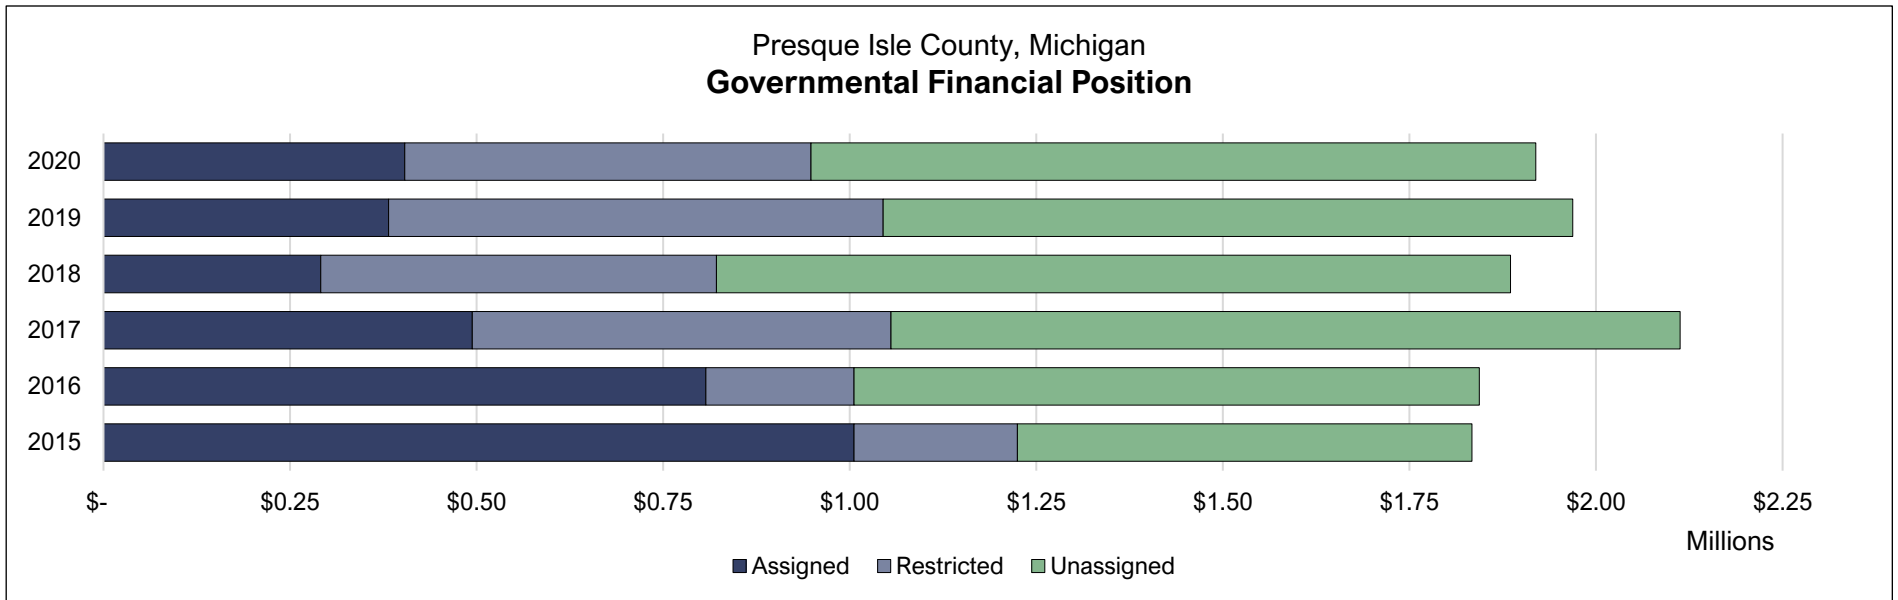 Presque Isle County, Michigan
Governmental Financial Position
2020
2019
2018
2017
2016
2015
$- $0.25 $0.50 $0.75 $1.00 $1.25 $1.50 $1.75 $2.00 $2.25
Millions
Assigned Restricted Unassigned